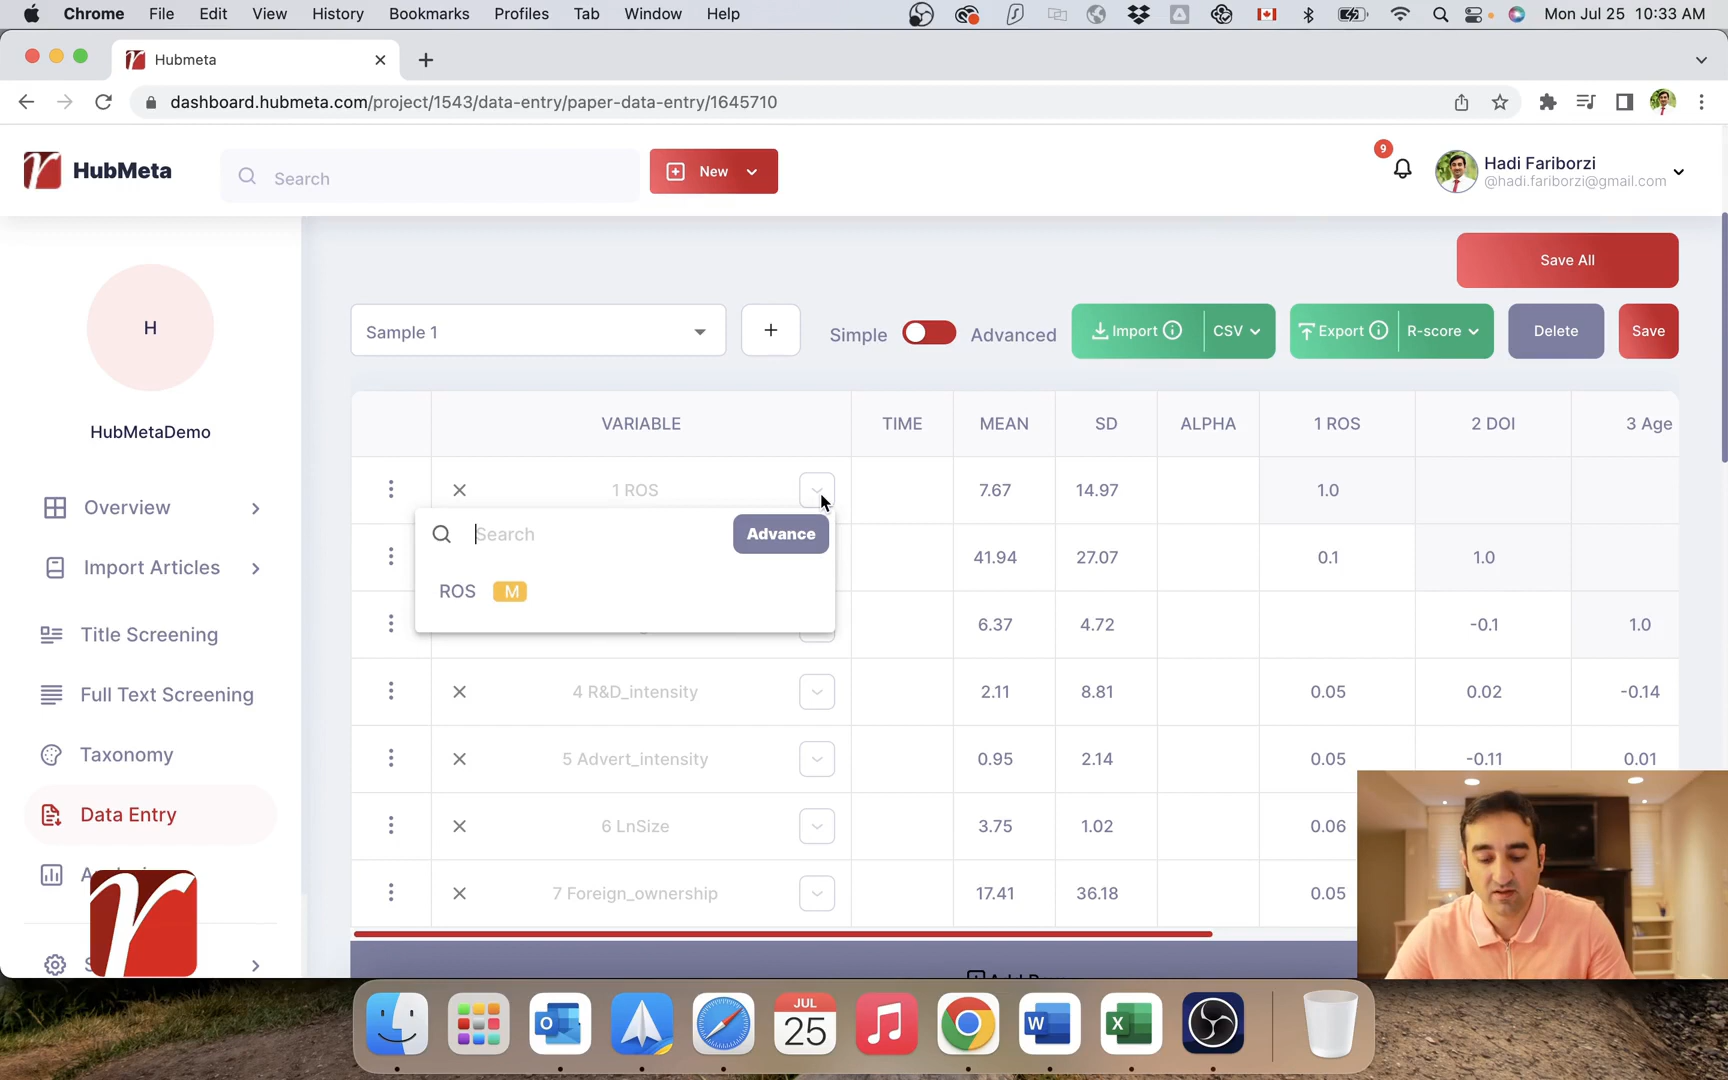 Chrome File Edit View History Bookmarks Profiles Tab Window Help Mon Jul 25 10:33 AM
Hubmeta
dashboard.hubmeta.com/project/1543/data-entry/paper-data-entry/1645710
HubMeta
Search
New
9
Hadi Fariborzi
@hadi.fariborzi@gmail.com
H
HubMetaDemo
Overview
Import Articles
Title Screening
Full Text Screening
Taxonomy
Data Entry
Save All
Sample 1
+
Simple
Advanced
Import
CSV
Export
R-score
Delete
Save
VARIABLE TIME MEAN SD ALPHA 1 ROS 2 DOI 3 Age
1 ROS 7.67 14.97 1.0
Search
Advance
ROS M
41.94 27.07 0.1 1.0
6.37 4.72 -0.1 1.0
4 R&D_intensity 2.11 8.81 0.05 0.02 -0.14
5 Advert_intensity 0.95 2.14 0.05 -0.11 0.01
6 LnSize 3.75 1.02 0.06
7 Foreign_ownership 17.41 36.18 0.05
r
JUL
25
O
W
X